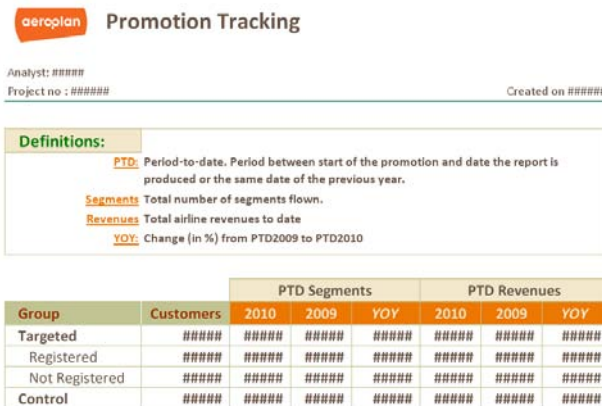 aeroplan Promotion Tracking
Analyst: #####
Project no : ###### Created on ######
Definitions:
PTD: Period-to-date. Period between start of the promotion and date the report is
produced or the same date of the previous year.
Segments Total number of segments flown.
Revenues Total airline revenues to date
YOY: Change (in %) from PTD2009 to PTD2010
PTD Segments PTD Revenues
Group Customers 2010 2009 YOY 2010 2009 YOY
Targeted ##### ##### ##### ##### ##### ##### #####
Registered ##### ##### ##### ##### ##### ##### #####
Not Registered ##### ##### ##### ##### ##### ##### #####
Control ##### ##### ##### ##### ##### ##### #####